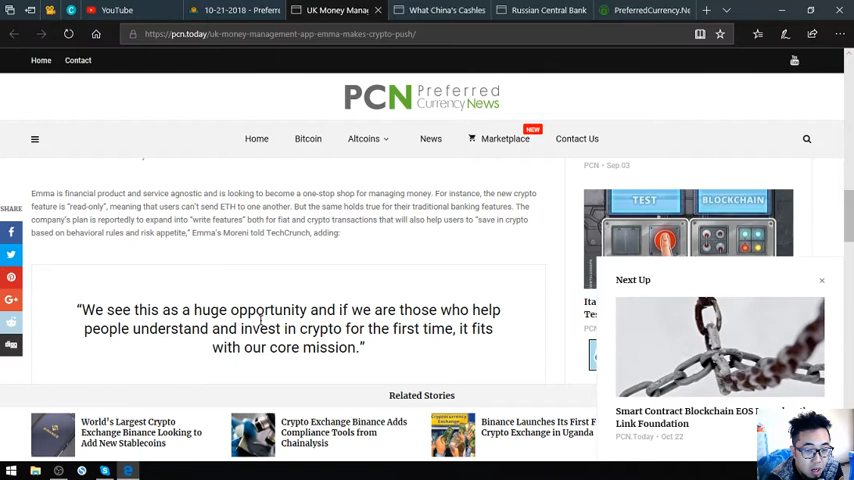 YouTube
10-21-2018 - Preferre
UK Money Mana
What China's Cashles
Russian Central Bank
PreferredCurrency.Ne
https://pcn.today/uk-money-management-app-emma-makes-crypto-push/
Home
Contact
PCN Preferred
Currency News
Home
Bitcoin
Altcoins
News
Marketplace
NEW
Contact Us
PCN • Sep 03
Emma is financial product and service agnostic and is looking to become a one-stop shop for managing money. For instance, the new crypto
feature is "read-only", meaning that users can't send ETH to one another. But the same holds true for their traditional banking features. The
company's plan is reportedly to expand into "write features" both for fiat and crypto transactions that will also help users to "save in crypto
based on behavioral rules and risk appetite," Emma's Moreni told TechCrunch, adding:
SHARE
TEST
BLOCKCHAIN
“We see this as a huge opportunity and if we are those who help
people understand and invest in crypto for the first time, it fits
with our core mission.”
Ita
Tes
PCN
Next Up
Smart Contract Blockchain EOS
Link Foundation
PCN.Today • Oct 22
Related Stories
World's Largest Crypto
Exchange Binance Looking to
Add New Stablecoins
Crypto Exchange Binance Adds
Compliance Tools from
Chainalysis
Binance Launches Its First F
Crypto Exchange in Uganda